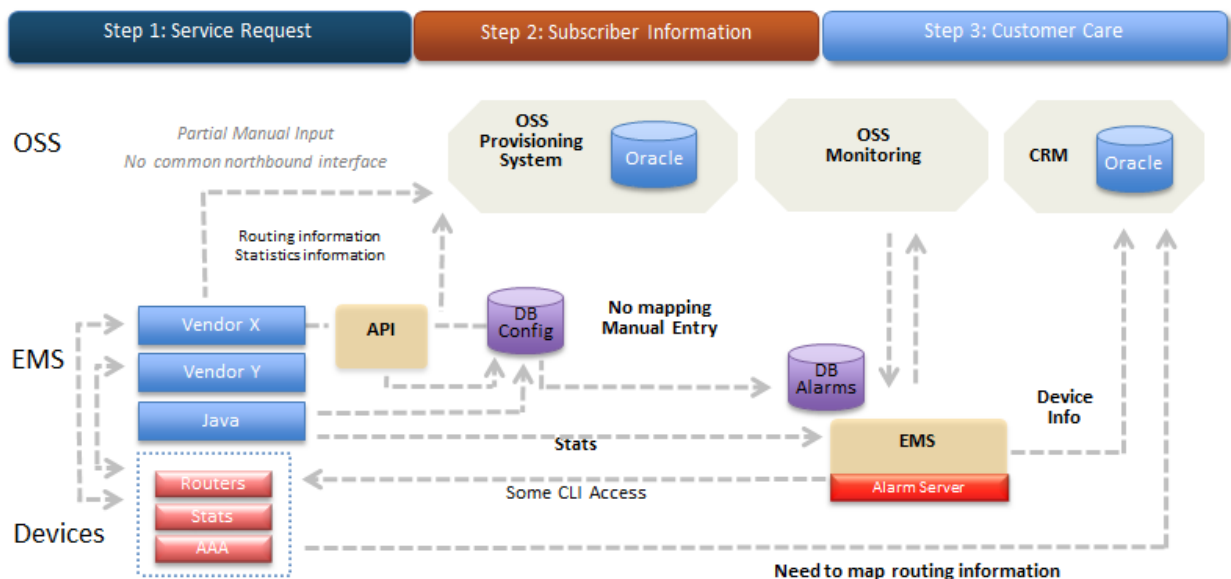 Step 1: Service Request
Step 2: Subscriber Information
Step 3: Customer Care
OSS
Partial Manual Input
No common northbound interface
OSS
Provisioning
System
Oracle
OSS
Monitoring
CRM
Oracle
Routing information
Statistics information
EMS
Vendor X
Vendor Y
Java
API
DB
Config
No mapping
Manual Entry
DB
Alarms
Device
Info
Stats
EMS
Alarm Server
Some CLI Access
Devices
Routers
Stats
AAA
Need to map routing information